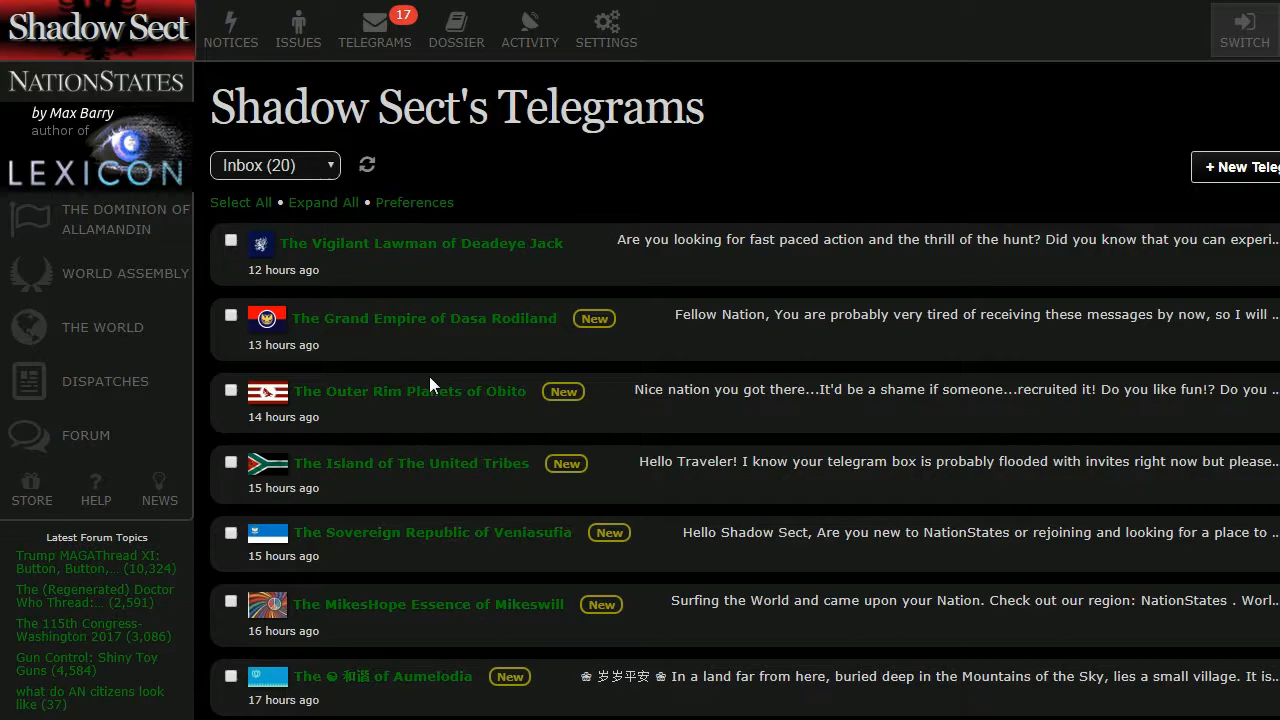 Shadow Sect
NOTICES
ISSUES
17
TELEGRAMS
DOSSIER
ACTIVITY
SETTINGS
SWITCH
NATIONSTATES
by Max Barry
author of
LEXICON
THE DOMINION OF
ALLAMANDIN
WORLD ASSEMBLY
THE WORLD
DISPATCHES
FORUM
STORE
HELP
NEWS
Latest Forum Topics
Trump MAGAThread XI:
Button, Button,... (10,324)
The (Regenerated) Doctor
Who Thread:... (2,591)
The 115th Congress-
Washington 2017 (3,086)
Gun Control: Shiny Toy
Guns (4,584)
what do AN citizens look
like (37)
Shadow Sect's Telegrams
Inbox (20)
+ New Teleg
Select All • Expand All • Preferences
The Vigilant Lawman of Deadeye Jack Are you looking for fast paced action and the thrill of the hunt? Did you know that you can experi...
12 hours ago
The Grand Empire of Dasa Rodiland New Fellow Nation, You are probably very tired of receiving these messages by now, so I will ...
13 hours ago
The Outer Rim Planets of Obito New Nice nation you got there...It'd be a shame if someone...recruited it! Do you like fun!? Do you ...
14 hours ago
The Island of The United Tribes New Hello Traveler! I know your telegram box is probably flooded with invites right now but please...
15 hours ago
The Sovereign Republic of Veniasufia New Hello Shadow Sect, Are you new to NationStates or rejoining and looking for a place to ...
15 hours ago
The MikesHope Essence of Mikeswill New Surfing the World and came upon your Nation. Check out our region: NationStates . Worl...
16 hours ago
The ☯ 和谐 of Aumelodia New ❀ 岁岁平安 ❀ In a land far from here, buried deep in the Mountains of the Sky, lies a small village. It is...
17 hours ago